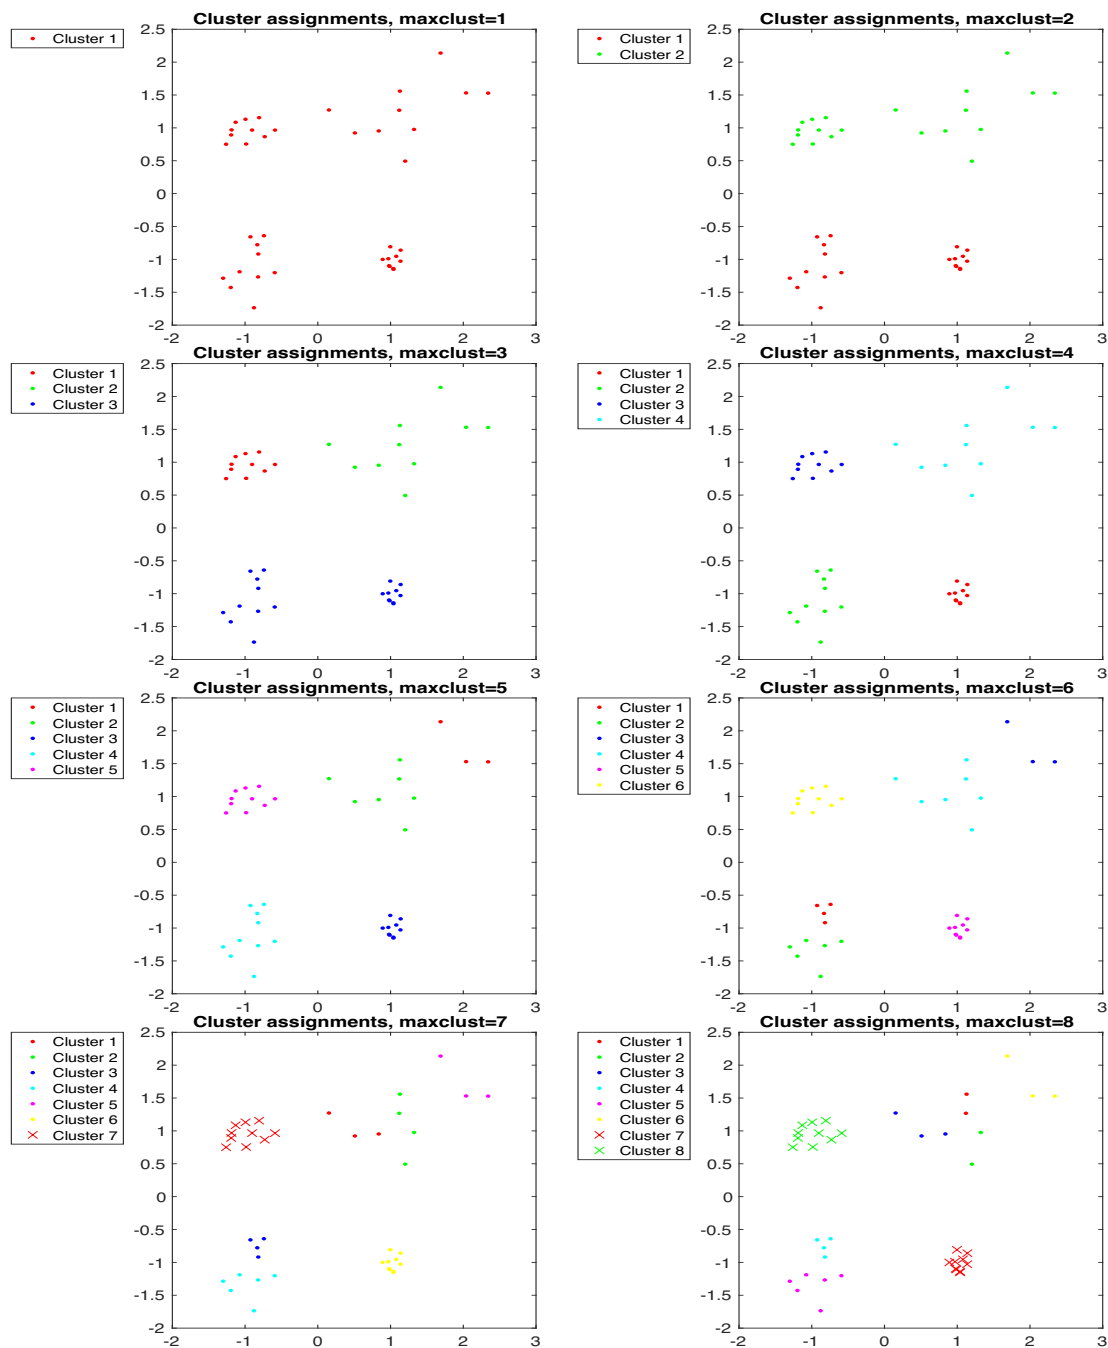 Cluster assignments, maxclust=1
Cluster 1
2.5
2
1.5
1
0.5
0
-0.5
-1
-1.5
-2
-2 -1 0 1 2 3
Cluster assignments, maxclust=2
Cluster 1
Cluster 2
2.5
2
1.5
1
0.5
0
-0.5
-1
-1.5
-2
-2 -1 0 1 2 3
Cluster assignments, maxclust=3
Cluster 1
Cluster 2
Cluster 3
2.5
2
1.5
1
0.5
0
-0.5
-1
-1.5
-2
-2 -1 0 1 2 3
Cluster assignments, maxclust=4
Cluster 1
Cluster 2
Cluster 3
Cluster 4
2.5
2
1.5
1
0.5
0
-0.5
-1
-1.5
-2
-2 -1 0 1 2 3
Cluster assignments, maxclust=5
Cluster 1
Cluster 2
Cluster 3
Cluster 4
Cluster 5
2.5
2
1.5
1
0.5
0
-0.5
-1
-1.5
-2
-2 -1 0 1 2 3
Cluster assignments, maxclust=6
Cluster 1
Cluster 2
Cluster 3
Cluster 4
Cluster 5
Cluster 6
2.5
2
1.5
1
0.5
0
-0.5
-1
-1.5
-2
-2 -1 0 1 2 3
Cluster assignments, maxclust=7
Cluster 1
Cluster 2
Cluster 3
Cluster 4
Cluster 5
Cluster 6
Cluster 7
2.5
2
1.5
1
0.5
0
-0.5
-1
-1.5
-2
-2 -1 0 1 2 3
Cluster assignments, maxclust=8
Cluster 1
Cluster 2
Cluster 3
Cluster 4
Cluster 5
Cluster 6
Cluster 7
Cluster 8
2.5
2
1.5
1
0.5
0
-0.5
-1
-1.5
-2
-2 -1 0 1 2 3